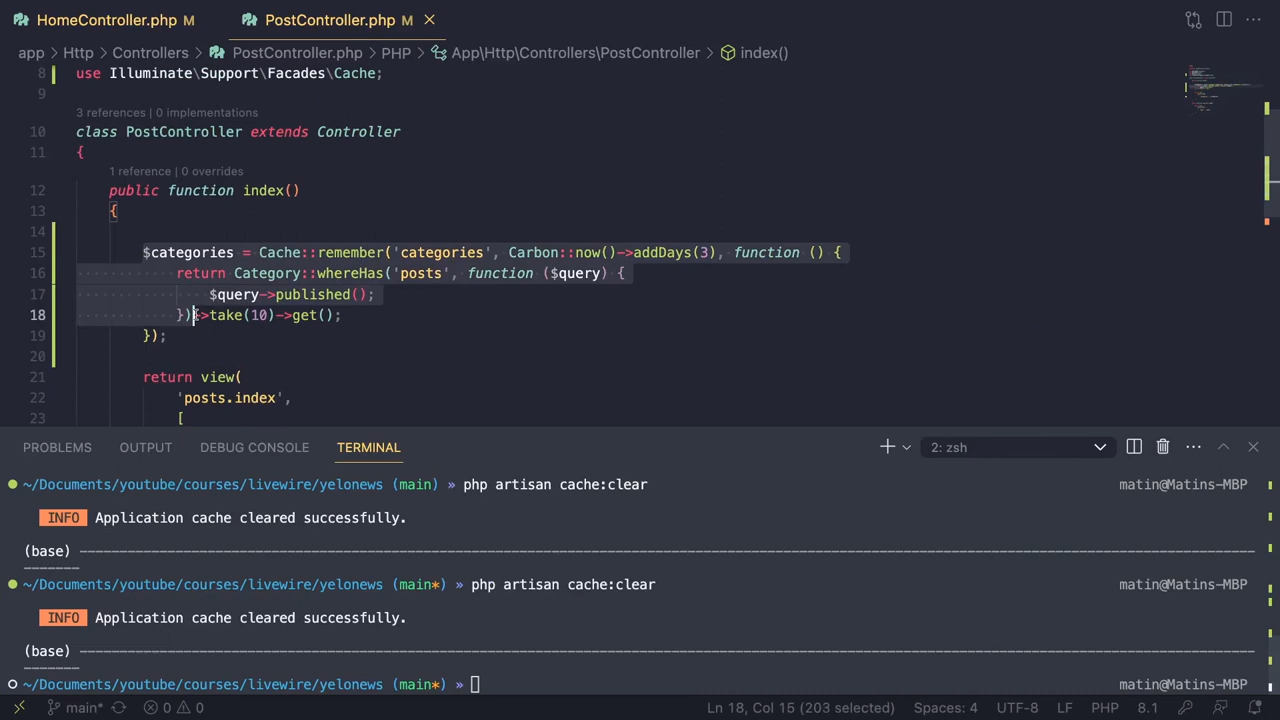 HomeController.php M PostController.php M
app > Http > Controllers > PostController.php > PHP > App\Http\Controllers\PostController > index()
8 use Illuminate\Support\Facades\Cache;
9
3 references | 0 implementations
10 class PostController extends Controller
11 {
1 reference | 0 overrides
12 public function index()
13 {
14
15 $categories = Cache::remember('categories', Carbon::now()->addDays(3), function () {
16 return Category::whereHas('posts', function ($query) {
17 $query->published();
18 })->take(10)->get();
19 });
20
21 return view(
22 'posts.index',
23 [
PROBLEMS OUTPUT DEBUG CONSOLE TERMINAL 2: zsh
~/Documents/youtube/courses/livewire/yelonews (main) » php artisan cache:clear matin@Matins-MBP
INFO Application cache cleared successfully.
(base)
~/Documents/youtube/courses/livewire/yelonews (main*) » php artisan cache:clear matin@Matins-MBP
INFO Application cache cleared successfully.
(base)
~/Documents/youtube/courses/livewire/yelonews (main*) » matin@Matins-MBP
main* 0 0 Ln 18, Col 15 (203 selected) Spaces: 4 UTF-8 LF PHP 8.1